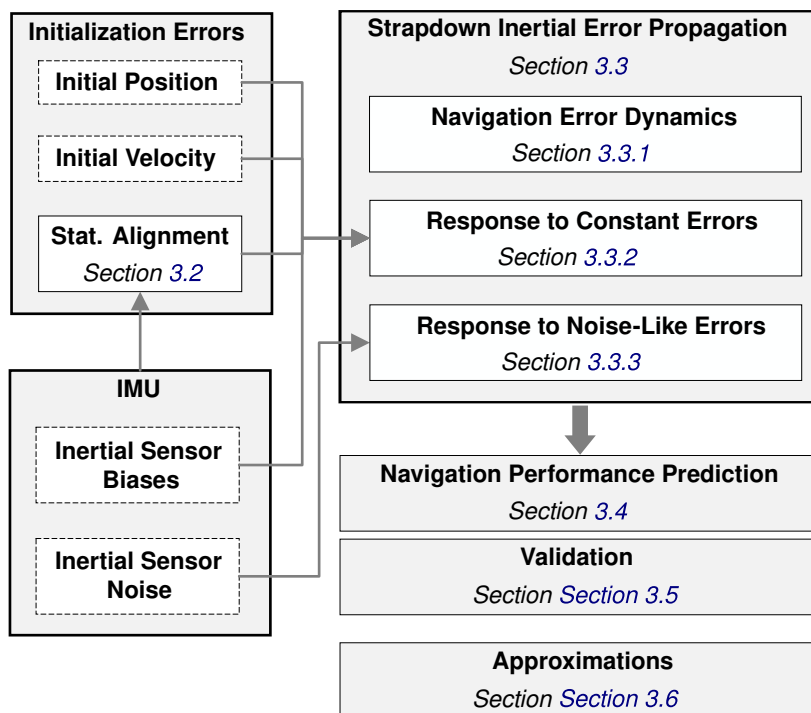 Initialization Errors
Initial Position
Initial Velocity
Stat. Alignment
Section 3.2
IMU
Inertial Sensor
Biases
Inertial Sensor
Noise
Strapdown Inertial Error Propagation
Section 3.3
Navigation Error Dynamics
Section 3.3.1
Response to Constant Errors
Section 3.3.2
Response to Noise-Like Errors
Section 3.3.3
Navigation Performance Prediction
Section 3.4
Validation
Section Section 3.5
Approximations
Section Section 3.6